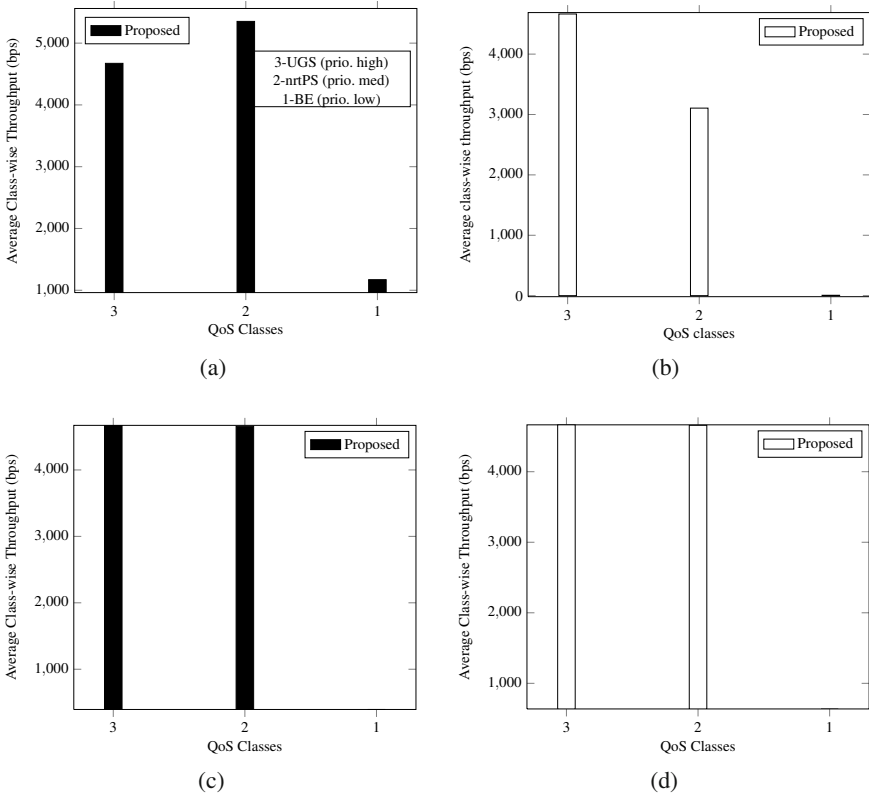 Average Class-wise Throughput (bps)
5,000
4,000
3,000
2,000
1,000
Proposed
3-UGS (prio. high)
2-nrtPS (prio. med)
1-BE (prio. low)
3 2 1
QoS Classes
(a)
Average class-wise throughput (bps)
4,000
3,000
2,000
1,000
0
Proposed
3 2 1
QoS classes
(b)
Average Class-wise Throughput (bps)
4,000
3,000
2,000
1,000
Proposed
3 2 1
QoS Classes
(c)
Average Class-wise Throughput (bps)
4,000
3,000
2,000
1,000
Proposed
3 2 1
QoS Classes
(d)